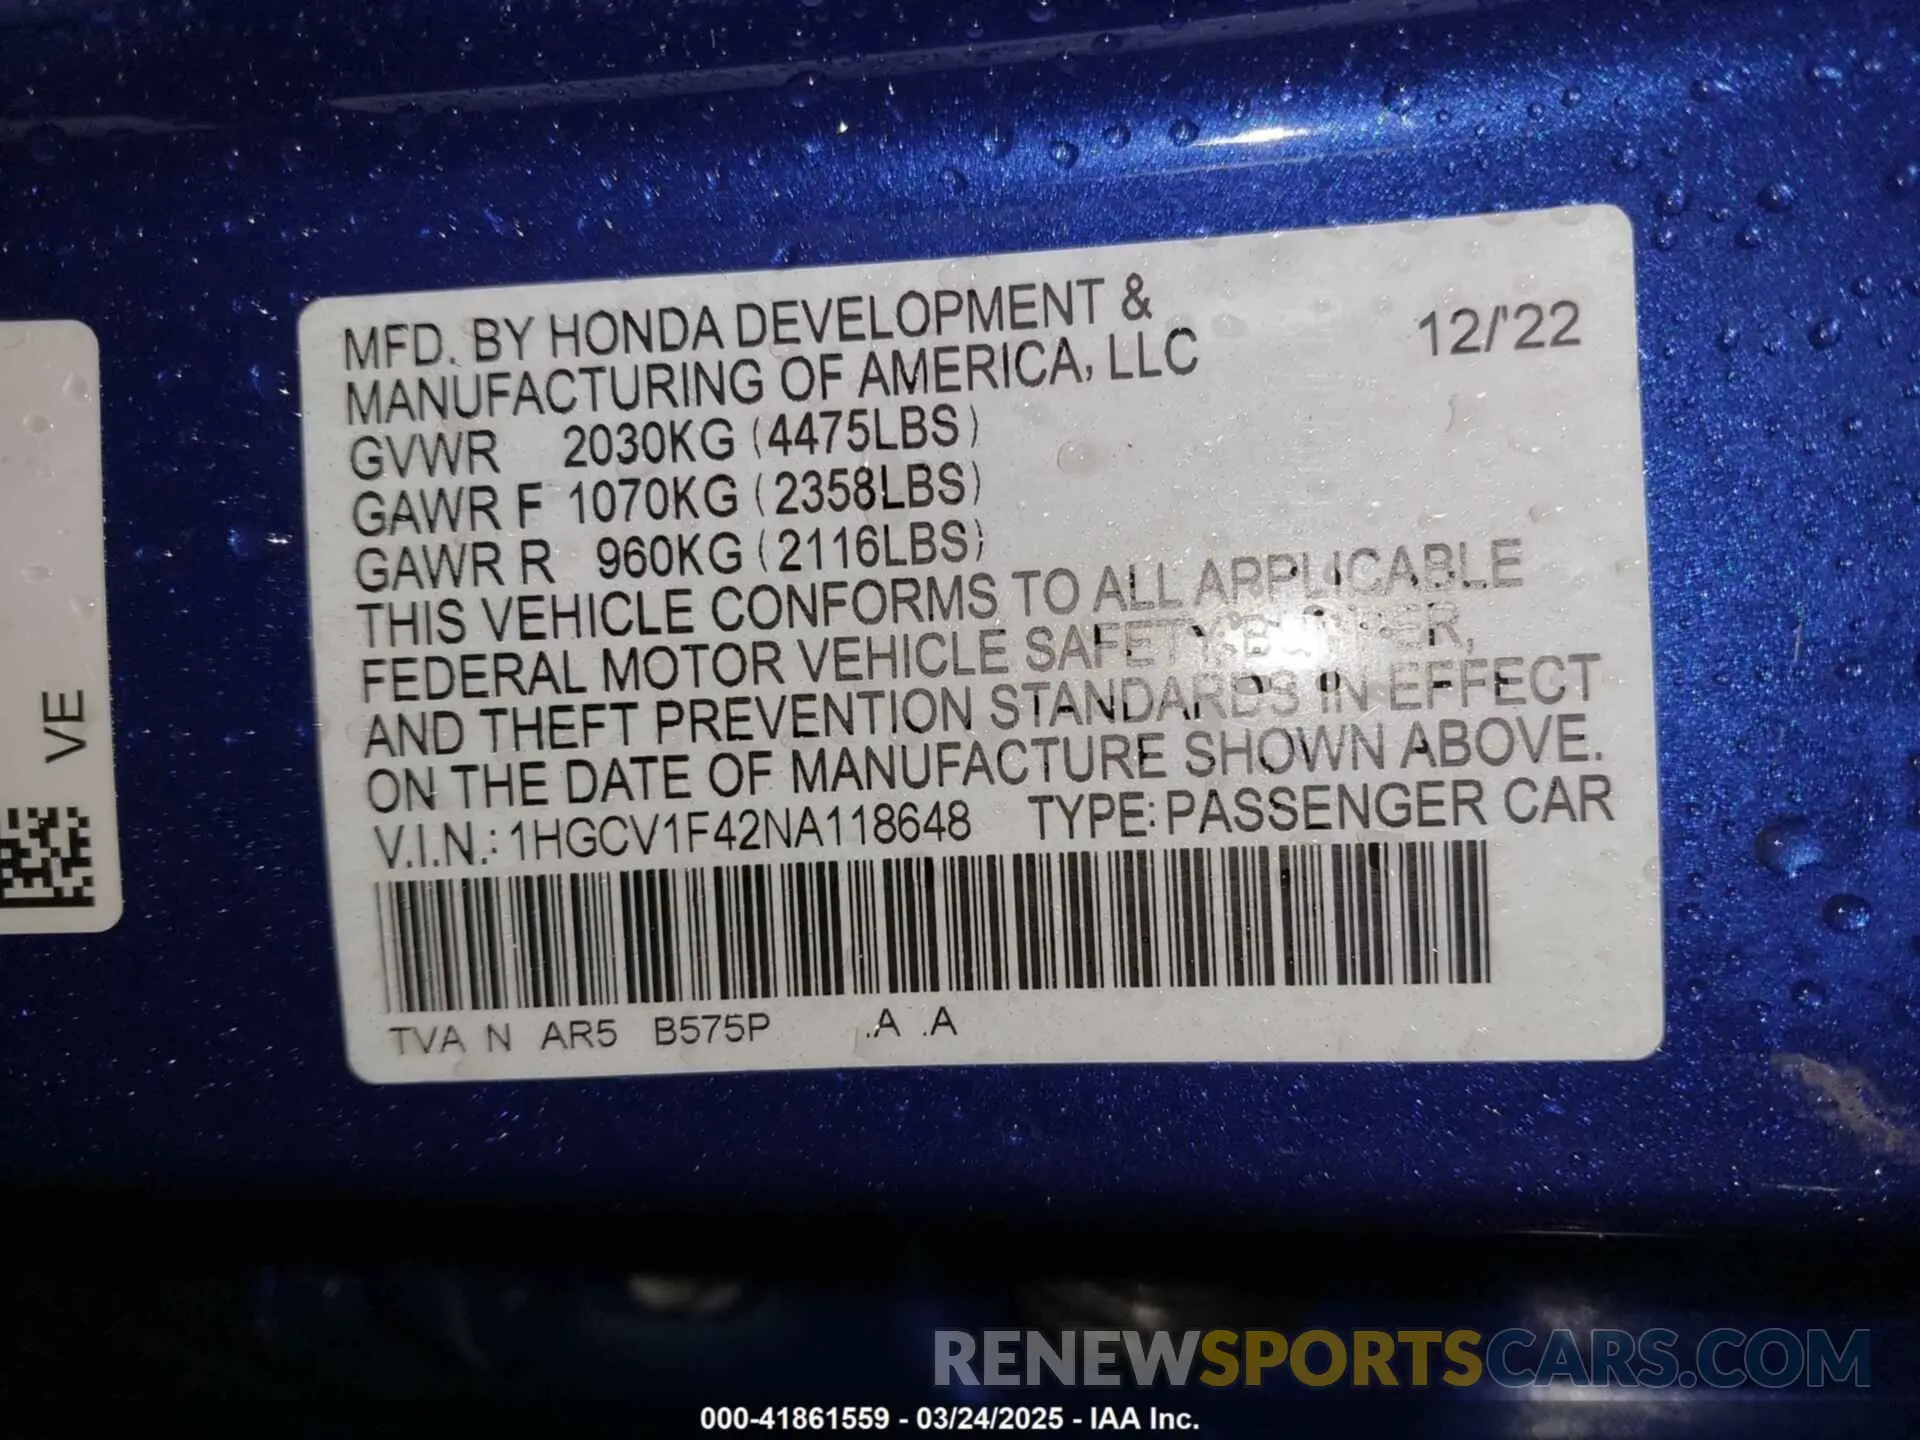 MFD. BY HONDA DEVELOPMENT &
MANUFACTURING OF AMERICA, LLC
12/'22
GVWR 2030KG (4475LBS)
GAWR F 1070KG (2358LBS)
GAWR R 960KG (2116LBS)
THIS VEHICLE CONFORMS TO ALL APPLICABLE
FEDERAL MOTOR VEHICLE SAFETY, BUMPER,
AND THEFT PREVENTION STANDARDS IN EFFECT
ON THE DATE OF MANUFACTURE SHOWN ABOVE.
V.I.N.: 1HGCV1F42NA118648 TYPE: PASSENGER CAR
TVA N AR5 B575P .A .A
VE
RENEWSPORTSCARS.COM
000-41861559 - 03/24/2025 - IAA Inc.